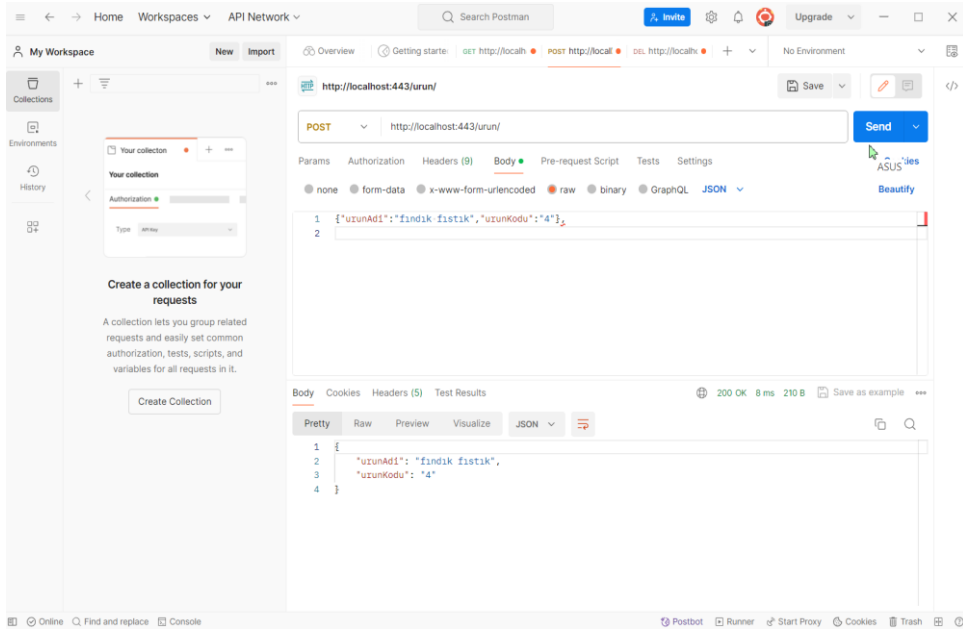 Home Workspaces API Network Search Postman Invite Upgrade
My Workspace New Import Overview Getting starte GET http://localh POST http://locall DEL http://localhc No Environment
Collections
Environments
History
HTTP http://localhost:443/urun/ Save
POST http://localhost:443/urun/ Send
ASUS
Params Authorization Headers (9) Body Pre-request Script Tests Settings Cookies
none form-data x-www-form-urlencoded raw binary GraphQL JSON Beautify
1 {"urunAdi":"fındık fıstık","urunKodu":"4"},
2
Your collecton
Your collection
Authorization
Type API Key
Create a collection for your
requests
A collection lets you group related
requests and easily set common
authorization, tests, scripts, and
variables for all requests in it.
Create Collection
Body Cookies Headers (5) Test Results 200 OK 8 ms 210 B Save as example
Pretty Raw Preview Visualize JSON
1 {
2 "urunAdi": "fındık fıstık",
3 "urunKodu": "4"
4 }
Online Find and replace Console Postbot Runner Start Proxy Cookies Trash